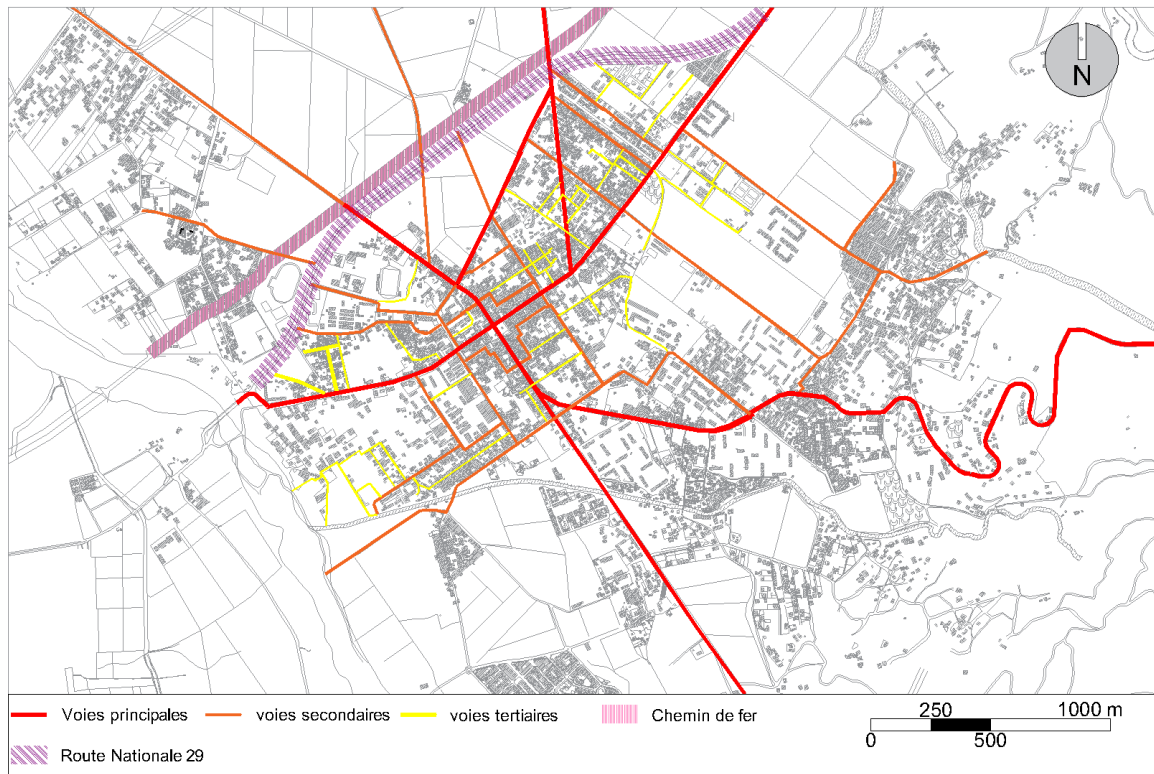 N
Voies principales
voies secondaires
voies tertiaires
Chemin de fer
250
1000 m
0
500
Route Nationale 29